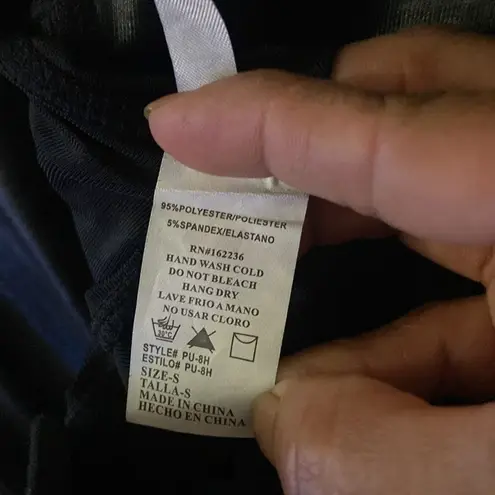 95%POLYESTER/POLIESTER
5%SPANDEX/ELASTANO
RN#162236
HAND WASH COLD
DO NOT BLEACH
HANG DRY
LAVE FRIO A MANO
NO USAR CLORO
30°C
STYLE# PU-8H
ESTILO# PU-8H
SIZE-S
TALLA-S
MADE IN CHINA
HECHO EN CHINA